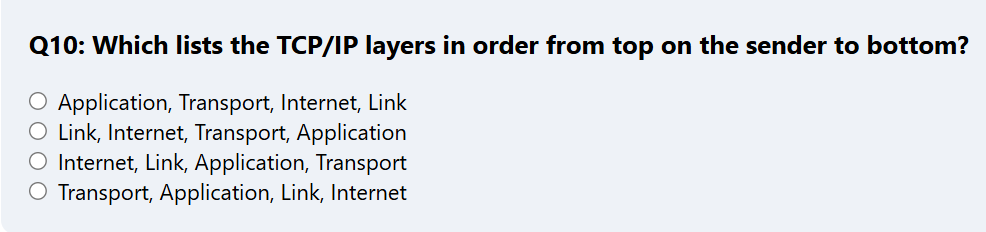 Q10: Which lists the TCP/IP layers in order from top on the sender to bottom?
Application, Transport, Internet, Link
Link, Internet, Transport, Application
Internet, Link, Application, Transport
Transport, Application, Link, Internet